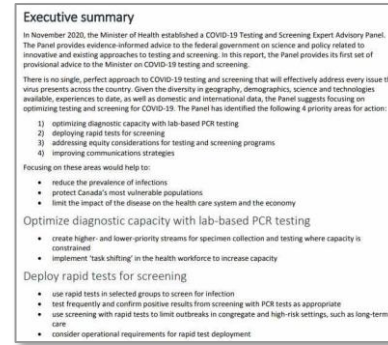 Executive summary
In November 2020, the Minister of Health established a COVID-19 Testing and Screening Expert Advisory Panel.
The Panel provides evidence-informed advice to the federal government on science and policy related to
innovative and existing approaches to testing and screening. In this report, the Panel provides its first set of
provisional advice to the Minister on COVID-19 testing and screening.
There is no single, perfect approach to COVID-19 testing and screening that will effectively address every issue th
virus presents across the country. Given the diversity in geography, demographics, science and technologies
available, experiences to date, as well as domestic and international data, the Panel suggests focusing on
optimizing testing and screening for COVID-19. The Panel has identified the following 4 priority areas for action:
1) optimizing diagnostic capacity with lab-based PCR testing
2) deploying rapid tests for screening
3) addressing equity considerations for testing and screening programs
4) improving communications strategies
Focusing on these areas would help to:
• reduce the prevalence of infections
• protect Canada's most vulnerable populations
• limit the impact of the disease on the health care system and the economy
Optimize diagnostic capacity with lab-based PCR testing
• create higher- and lower-priority streams for specimen collection and testing where capacity is
constrained
• implement 'task shifting' in the health workforce to increase capacity
Deploy rapid tests for screening
• use rapid tests in selected groups to screen for infection
• test frequently and confirm positive results from screening with PCR tests as appropriate
• use screening with rapid tests to limit outbreaks in congregate and high-risk settings, such as long-term
care
• consider operational requirements for rapid test deployment